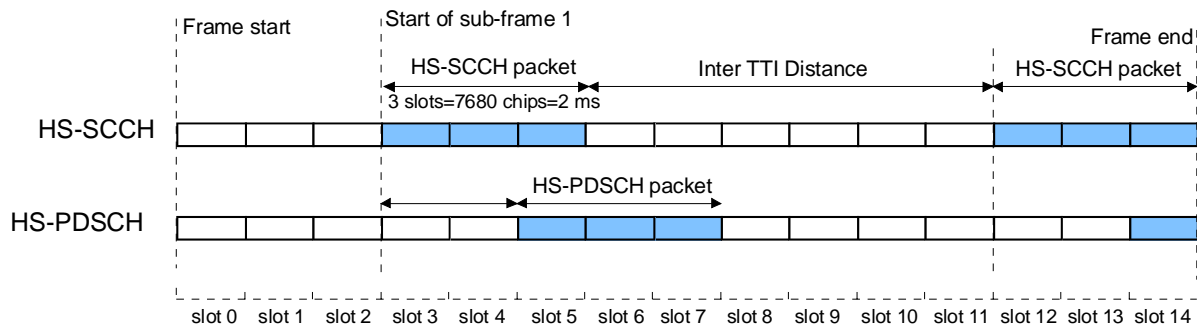 Frame start
Start of sub-frame 1
Frame end
HS-SCCH packet
Inter TTI Distance
HS-SCCH packet
3 slots=7680 chips=2 ms
HS-SCCH
HS-PDSCH packet
HS-PDSCH
slot 0 slot 1 slot 2 slot 3 slot 4 slot 5 slot 6 slot 7 slot 8 slot 9 slot 10 slot 11 slot 12 slot 13 slot 14